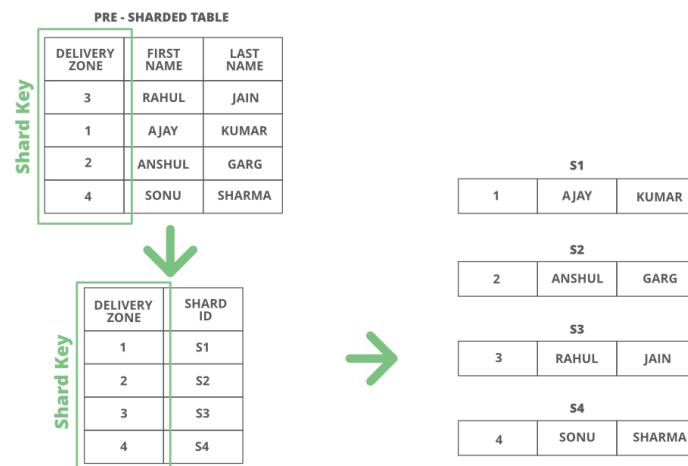 PRE - SHARDED TABLE
Shard Key
DELIVERY ZONE FIRST NAME LAST NAME
3 RAHUL JAIN
1 AJAY KUMAR
2 ANSHUL GARG
4 SONU SHARMA
Shard Key
DELIVERY ZONE SHARD ID
1 S1
2 S2
3 S3
4 S4
S1
1 AJAY KUMAR
S2
2 ANSHUL GARG
S3
3 RAHUL JAIN
S4
4 SONU SHARMA